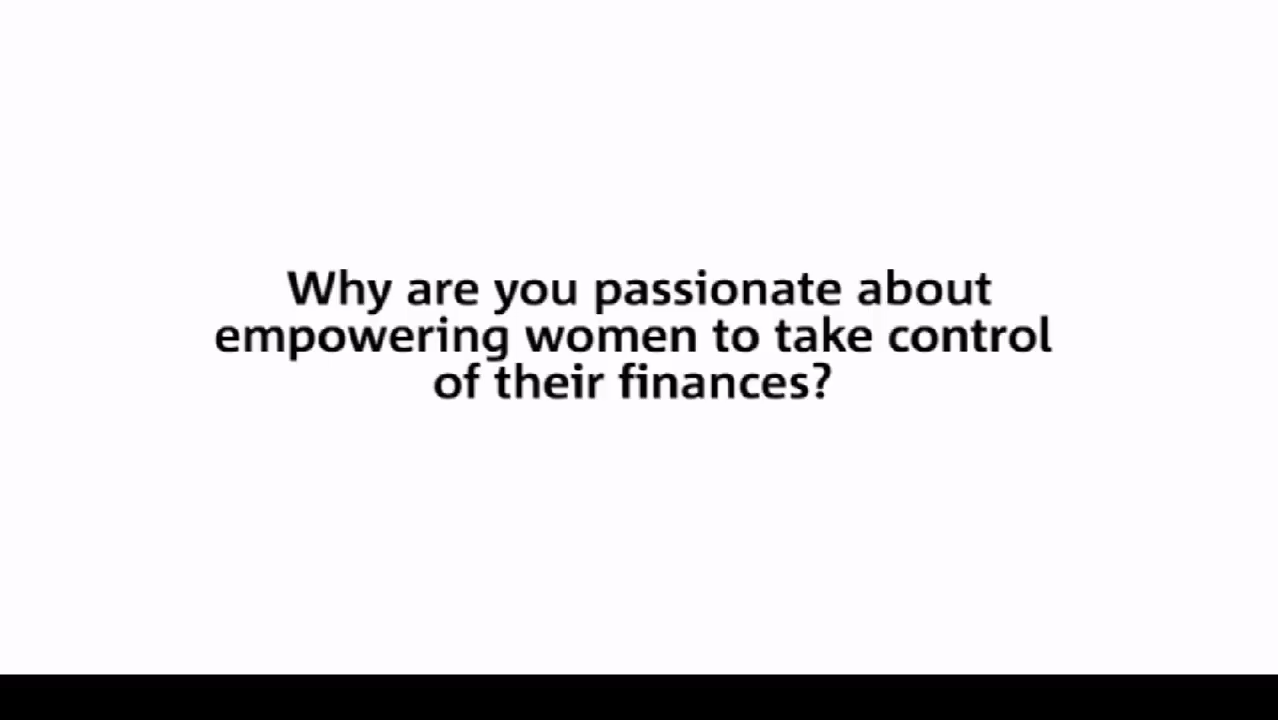 Why are you passionate about
empowering women to take control
of their finances?